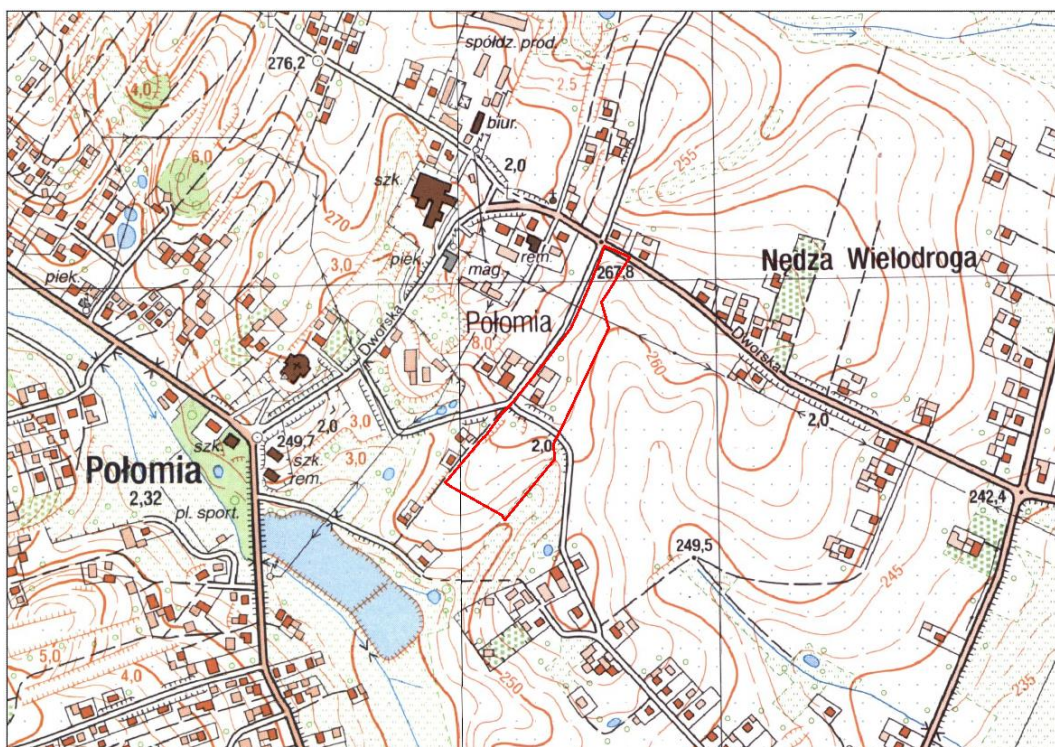 spółdz. prod.
276,2
4,0
2.5
biur.
255
6,0
szk.
2,0
270
3,0
piek.
mag.
rem.
267,8
Nędza Wielodroga
piek.
Dworska
Połomia
8,0
260
Dworska
2,0
3,0
2,0
249,7
3,0
szk.
szk.
rem.
3,0
2,0
Połomia
2,32
pl. sport.
242,4
249,5
245
5,0
4,0
250
235